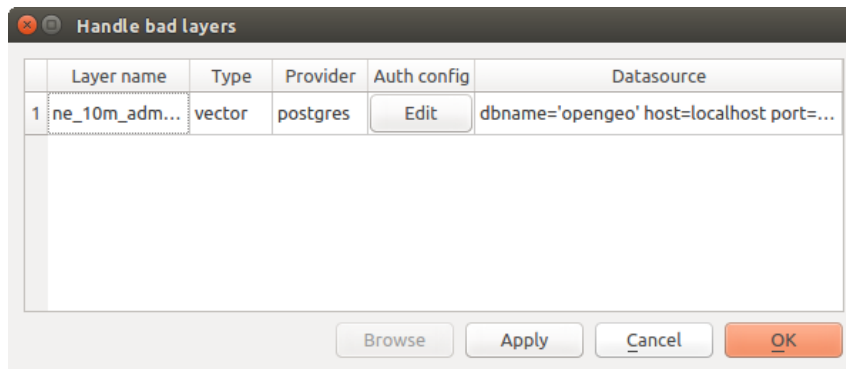 Handle bad layers
Layer name Type Provider Auth config Datasource
1 ne_10m_adm... vector postgres Edit dbname='opengeo' host=localhost port=...
Browse Apply Cancel OK